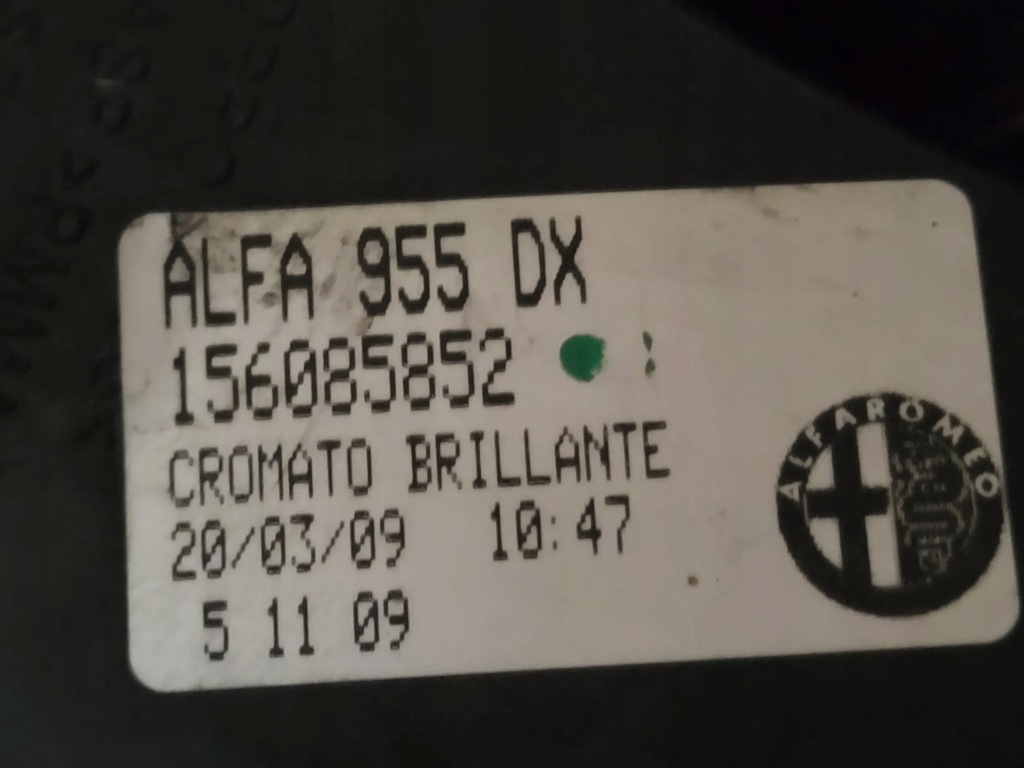 ALFA 955 DX
156085852
CROMATO BRILLANTE
20/03/09 10:47
5 11 09
ALFA ROMEO